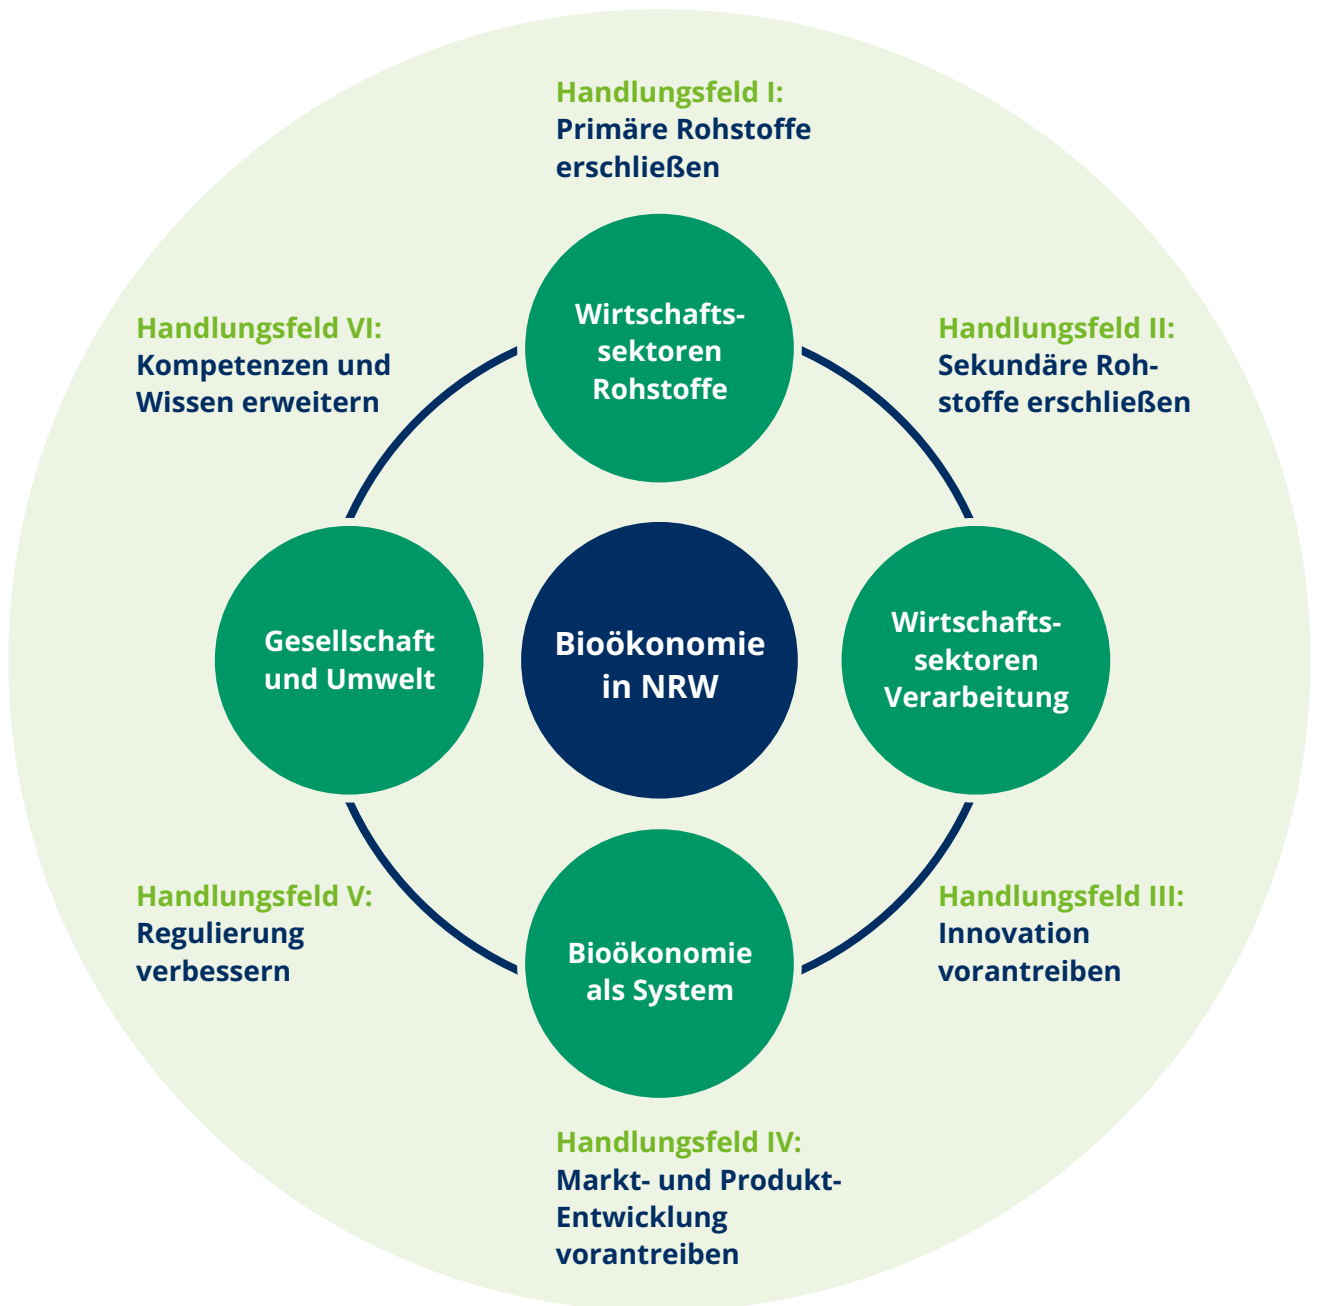 Handlungsfeld I:
Primäre Rohstoffe
erschließen
Wirtschafts-
sektoren
Rohstoffe
Handlungsfeld VI:
Kompetenzen und
Wissen erweitern
Handlungsfeld II:
Sekundäre Roh-
stoffe erschließen
Gesellschaft
und Umwelt
Bioökonomie
in NRW
Wirtschafts-
sektoren
Verarbeitung
Handlungsfeld V:
Regulierung
verbessern
Bioökonomie
als System
Handlungsfeld III:
Innovation
vorantreiben
Handlungsfeld IV:
Markt- und Produkt-
Entwicklung
vorantreiben